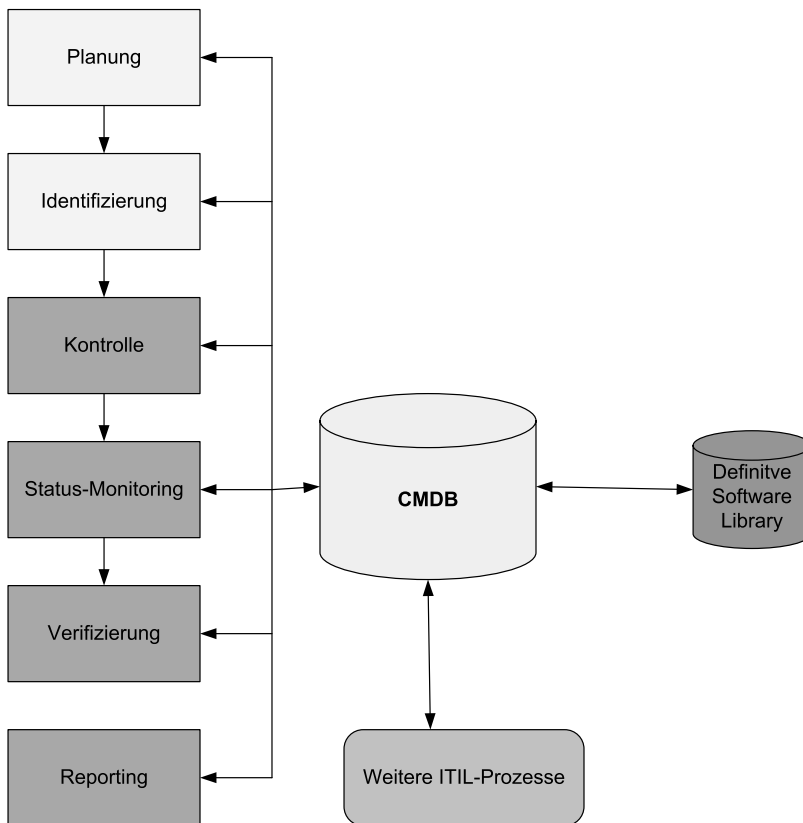 Planung
Identifizierung
Kontrolle
Status-Monitoring
Verifizierung
Reporting
CMDB
Definitve
Software
Library
Weitere ITIL-Prozesse